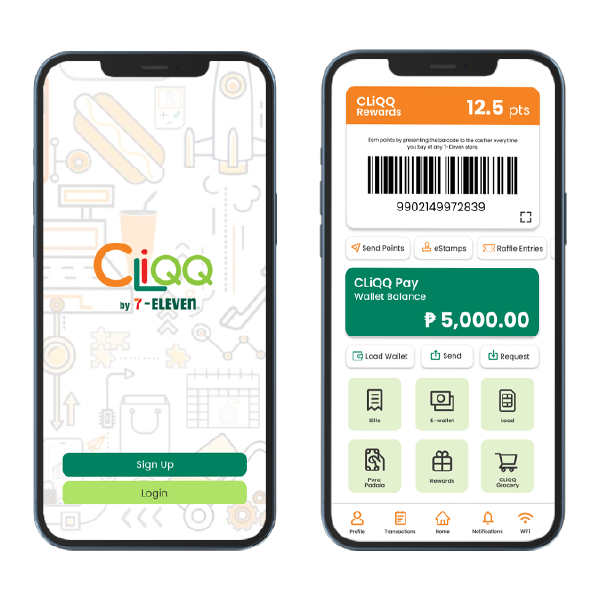 CLiQQ
by 7-ELEVEN
Sign Up
Login
CLiQQ
Rewards
12.5 pts
Earn points by presenting the barcode to the cashier everytime
you buy at any 7-Eleven store
9902149972839
Send Points
eStamps
Raffle Entries
CLiQQ Pay
Wallet Balance
₱ 5,000.00
Load Wallet
Send
Request
Bills
E-wallet
Load
Pera
Padala
Rewards
CLiQQ
Grocery
Profile
Transactions
Home
Notifications
WiFi